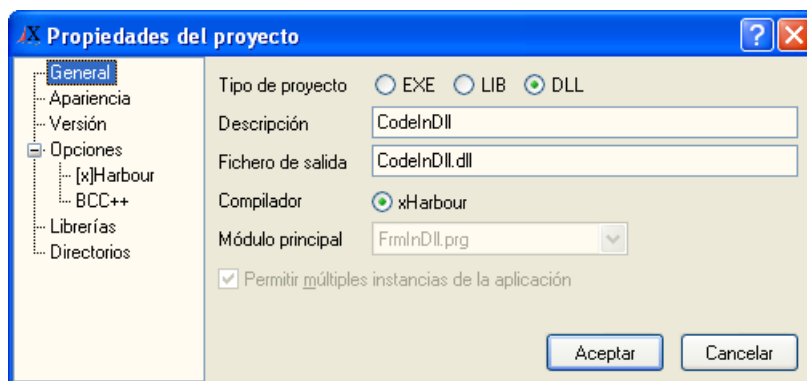 Propiedades del proyecto
General
Apariencia
Versión
Opciones
[x]Harbour
BCC++
Librerías
Directorios
Tipo de proyecto EXE LIB DLL
Descripción CodeInDll
Fichero de salida CodeInDll.dll
Compilador xHarbour
Módulo principal FrmInDll.prg
Permitir múltiples instancias de la aplicación
Aceptar Cancelar